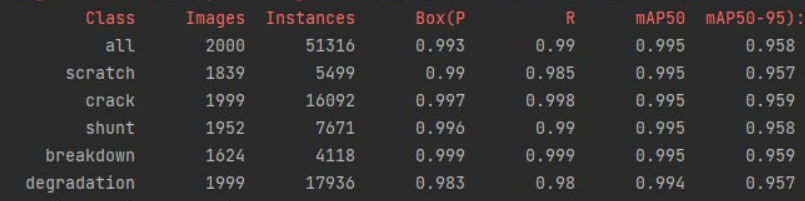 Class Images Instances Box(P R mAP50 mAP50-95):
all 2000 51316 0.993 0.99 0.995 0.958
scratch 1839 5499 0.99 0.985 0.995 0.957
crack 1999 16092 0.997 0.998 0.995 0.959
shunt 1952 7671 0.996 0.99 0.995 0.958
breakdown 1624 4118 0.999 0.999 0.995 0.959
degradation 1999 17936 0.983 0.98 0.994 0.957